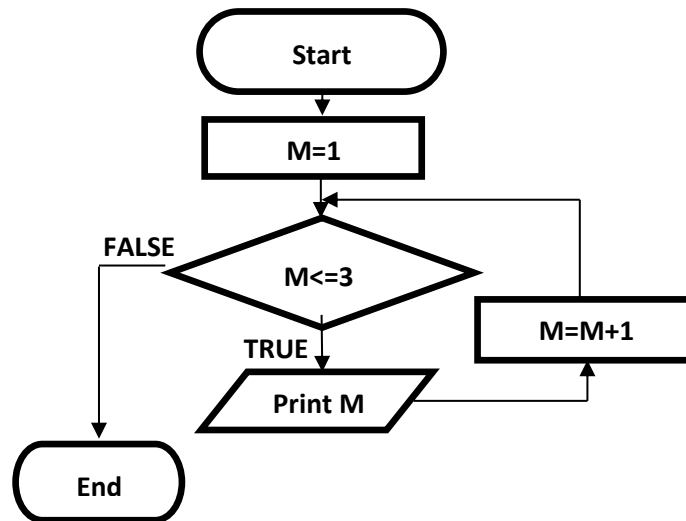 Start
M=1
FALSE
M<=3
M=M+1
TRUE
Print M
End